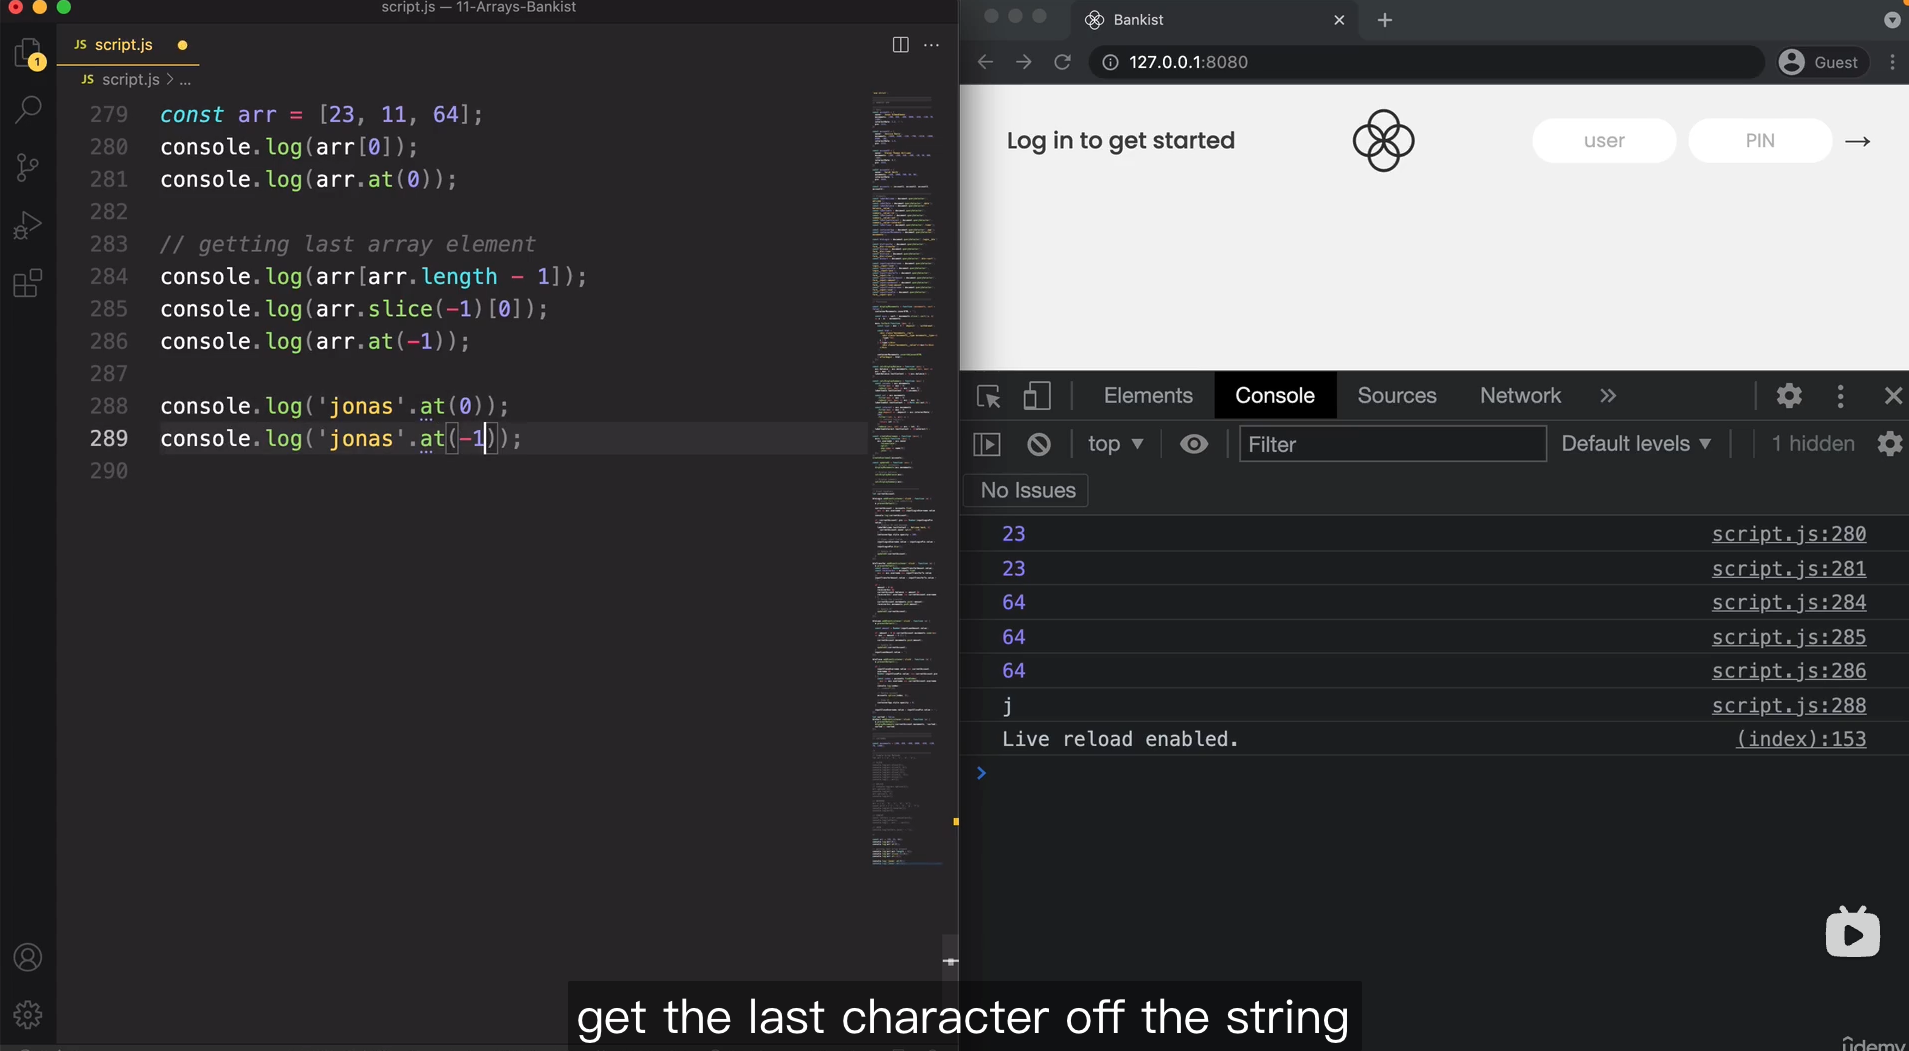 script.js — 11-Arrays-Bankist
JS script.js
JS script.js > ...
1
279 const arr = [23, 11, 64];
280 console.log(arr[0]);
281 console.log(arr.at(0));
282
283 // getting last array element
284 console.log(arr[arr.length - 1]);
285 console.log(arr.slice(-1)[0]);
286 console.log(arr.at(-1));
287
288 console.log('jonas'.at(0));
289 console.log('jonas'.at(-1));
290
Bankist
127.0.0.1:8080
Guest
Log in to get started
user
PIN
Elements Console Sources Network
top
Filter
Default levels
1 hidden
No Issues
23 script.js:280
23 script.js:281
64 script.js:284
64 script.js:285
64 script.js:286
j script.js:288
Live reload enabled. (index):153
get the last character off the string
ûdemy